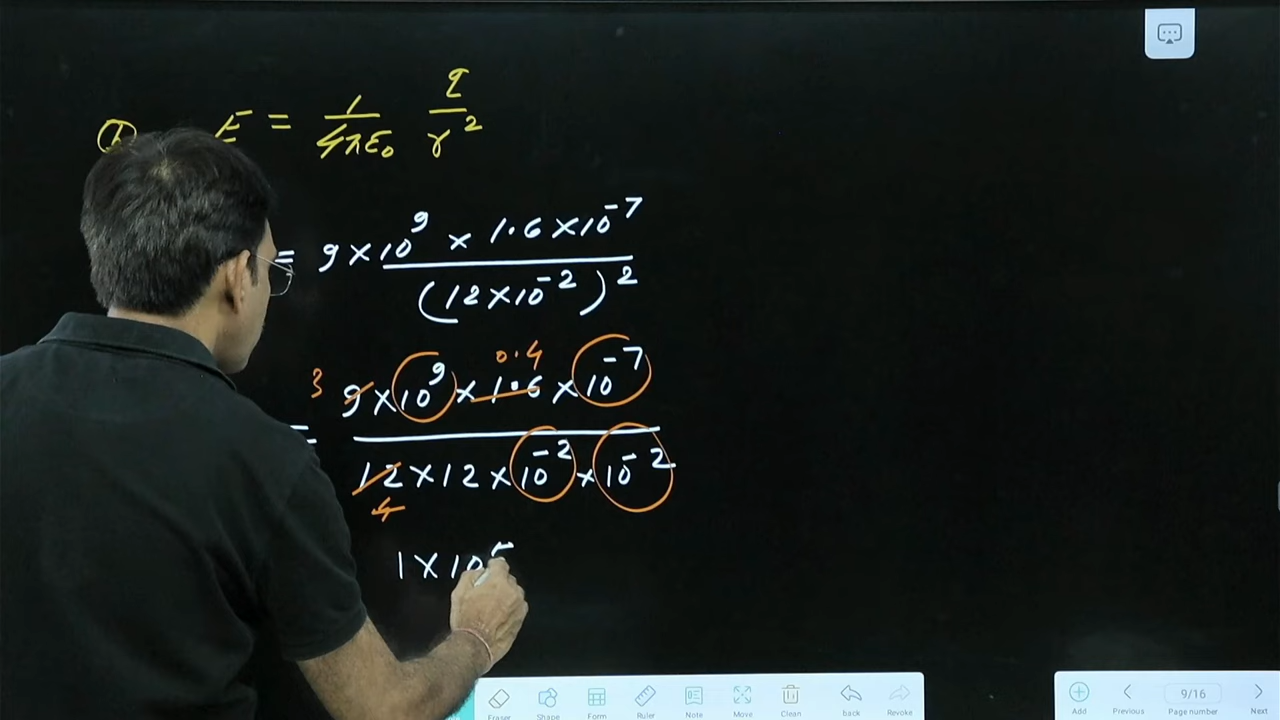 E = 1/4πε₀ q/r²
= 9×10⁹ × 1.6×10⁻⁷ / (12×10⁻²)²
3 0.4
= 9×10⁹ × 1.6 × 10⁻⁷ / 12×12×10⁻² × 10⁻²
4
1×10
Eraser Shape Form Ruler Note Move Clean back Revoke Add Previous 9/16 Page number Next